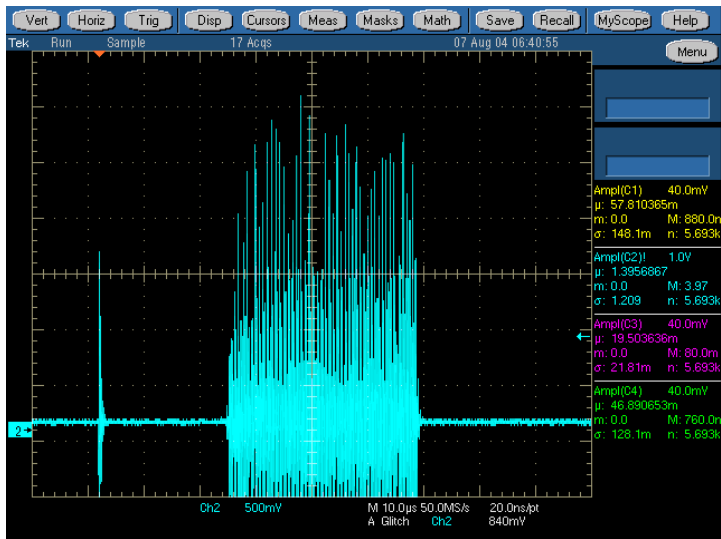 Vert Horiz Trig Disp Cursors Meas Masks Math Save Recall MyScope Help
Tek Run Sample 17 Acqs 07 Aug 04 06:40:55
Menu
Ampl(C1) 40.0mV
µ: 57.810365m
m: 0.0 M: 880.0n
σ: 148.1m n: 5.693k
Ampl(C2)! 1.0V
µ: 1.3956867
m: 0.0 M: 3.97
σ: 1.209 n: 5.693k
Ampl(C3) 40.0mV
µ: 19.503636m
m: 0.0 M: 80.0m
σ: 21.81m n: 5.693k
Ampl(C4) 40.0mV
µ: 46.890653m
m: 0.0 M: 760.0n
σ: 128.1m n: 5.693k
2
Ch2 500mV M 10.0µs 50.0MS/s 20.0ns/pt
A Glitch Ch2 840mV